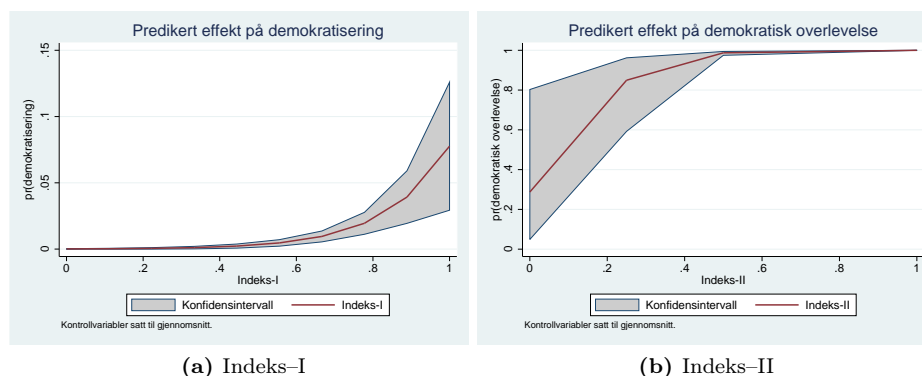 Predikert effekt på demokratisering
pr(demokratisering)
.15
.1
.05
0
0 .2 .4 .6 .8 1
Indeks-I
Konfidensintervall Indeks-I
Kontrollvariabler satt til gjennomsnitt.
(a) Indeks–I
Predikert effekt på demokratisk overlevelse
pr(demokratisk overlevelse)
1
.8
.6
.4
.2
0
0 .2 .4 .6 .8 1
Indeks-II
Konfidensintervall Indeks-II
Kontrollvariabler satt til gjennomsnitt.
(b) Indeks–II